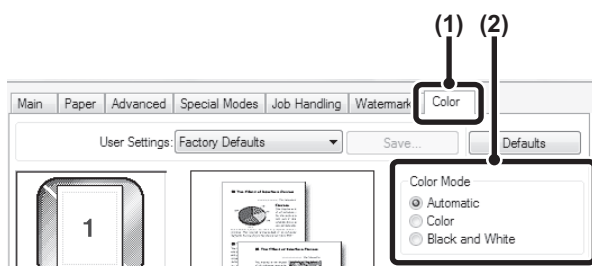 (1) (2)
Main Paper Advanced Special Modes Job Handling Watermark Color
User Settings: Factory Defaults Save... Defaults
Color Mode
Automatic
Color
Black and White
1